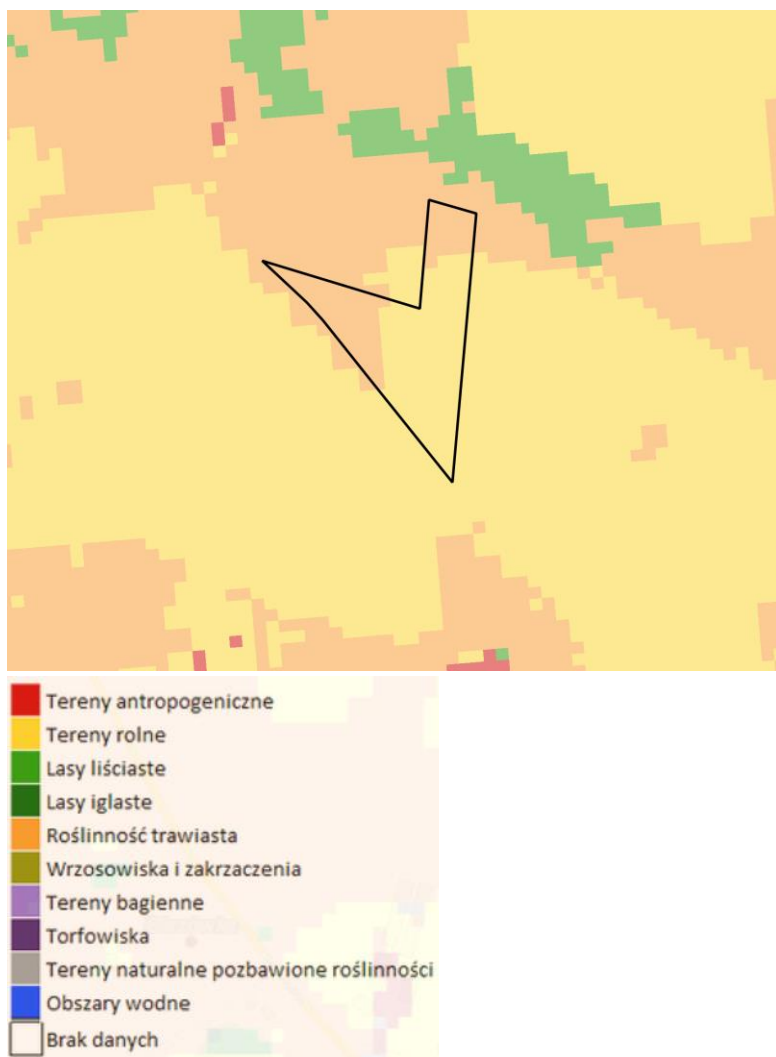 Tereny antropogeniczne
Tereny rolne
Lasy liściaste
Lasy iglaste
Roślinność trawiasta
Wrzosowiska i zakrzaczenia
Tereny bagienne
Torfowiska
Tereny naturalne pozbawione roślinności
Obszary wodne
Brak danych